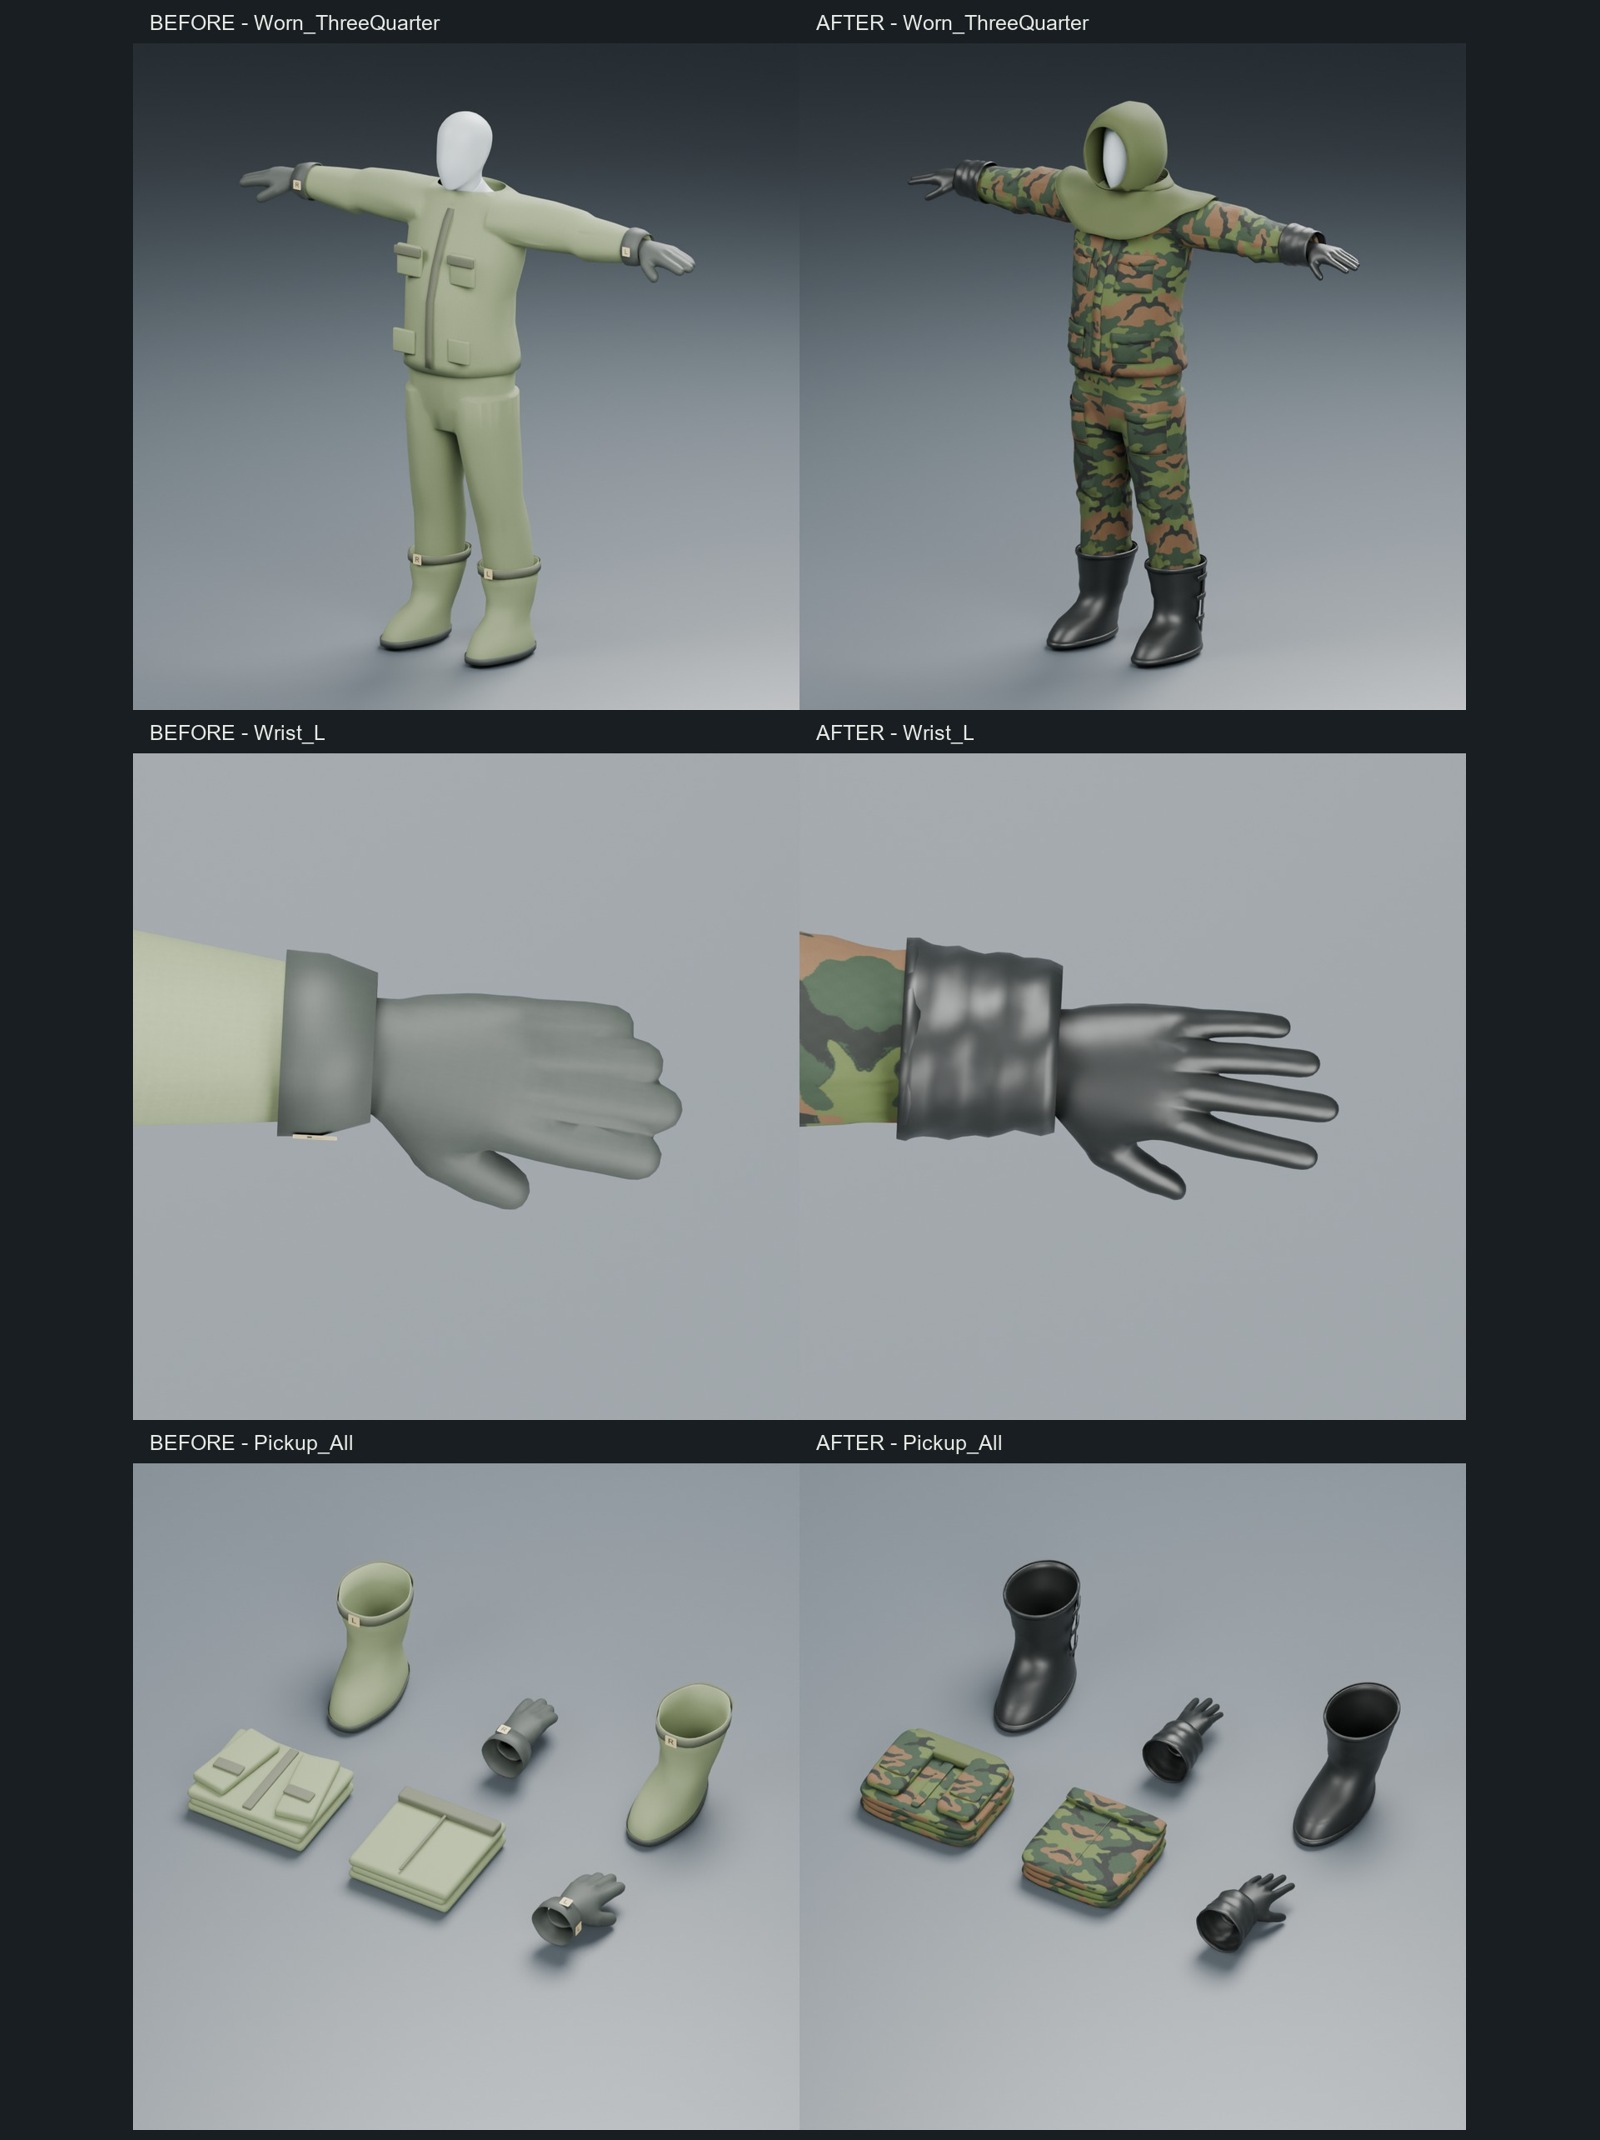 BEFORE - Worn_ThreeQuarter
AFTER - Worn_ThreeQuarter
R
L
R
L
BEFORE - Wrist_L
AFTER - Wrist_L
BEFORE - Pickup_All
AFTER - Pickup_All
L
R